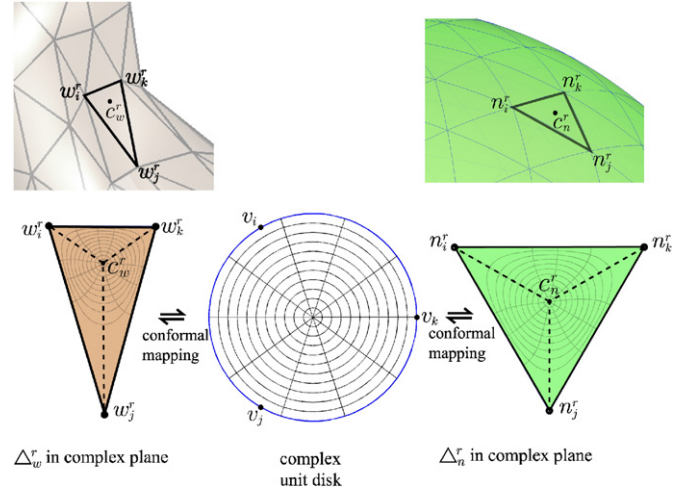 w_i^r
w_k^r
C_w^r
w_j^r
n_k^r
n_i^r
C_n^r
n_j^r
w_i^r
w_k^r
C_w^r
w_j^r
v_i
v_k
v_j
n_i^r
n_k^r
C_n^r
n_j^r
⇌
conformal
mapping
⇌
conformal
mapping
△_w^r in complex plane
complex
unit disk
△_n^r in complex plane